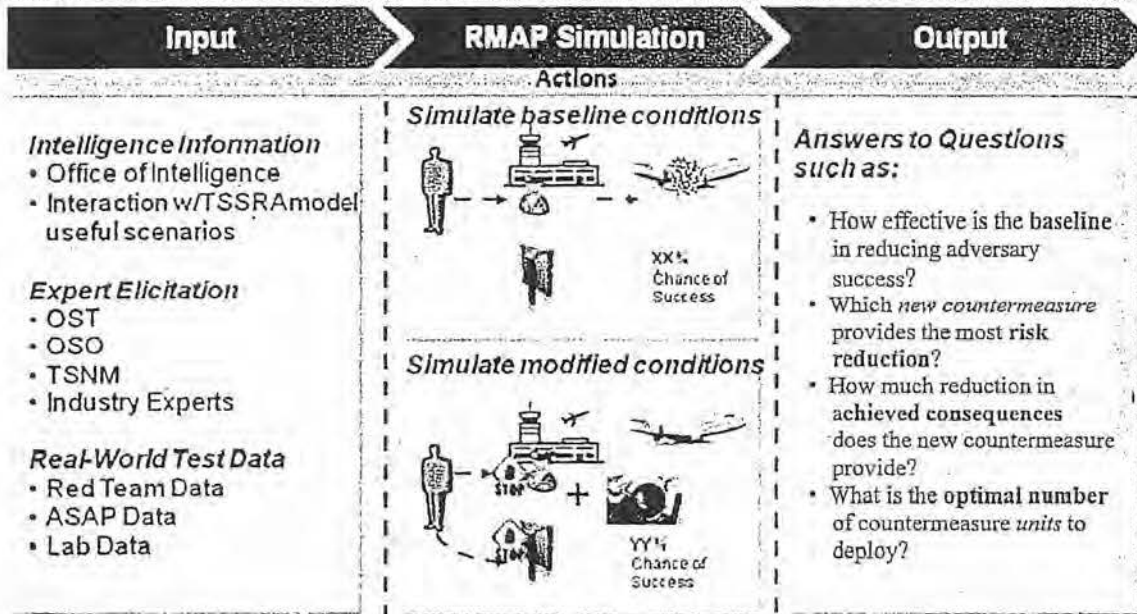 Input
RMAP Simulation
Output
Actions
Intelligence Information
• Office of Intelligence
• Interaction w/TSSRA model
useful scenarios
Expert Elicitation
• OST
• OSO
• TSNM
• Industry Experts
Real-World Test Data
• Red Team Data
• ASAP Data
• Lab Data
Simulate baseline conditions
XX%
Chance of
Success
Simulate modified conditions
STOP
+
STOP
YY%
Chance of
Success
Answers to Questions
such as:
• How effective is the baseline
in reducing adversary
success?
• Which new countermeasure
provides the most risk
reduction?
• How much reduction in
achieved consequences
does the new countermeasure
provide?
• What is the optimal number
of countermeasure units to
deploy?